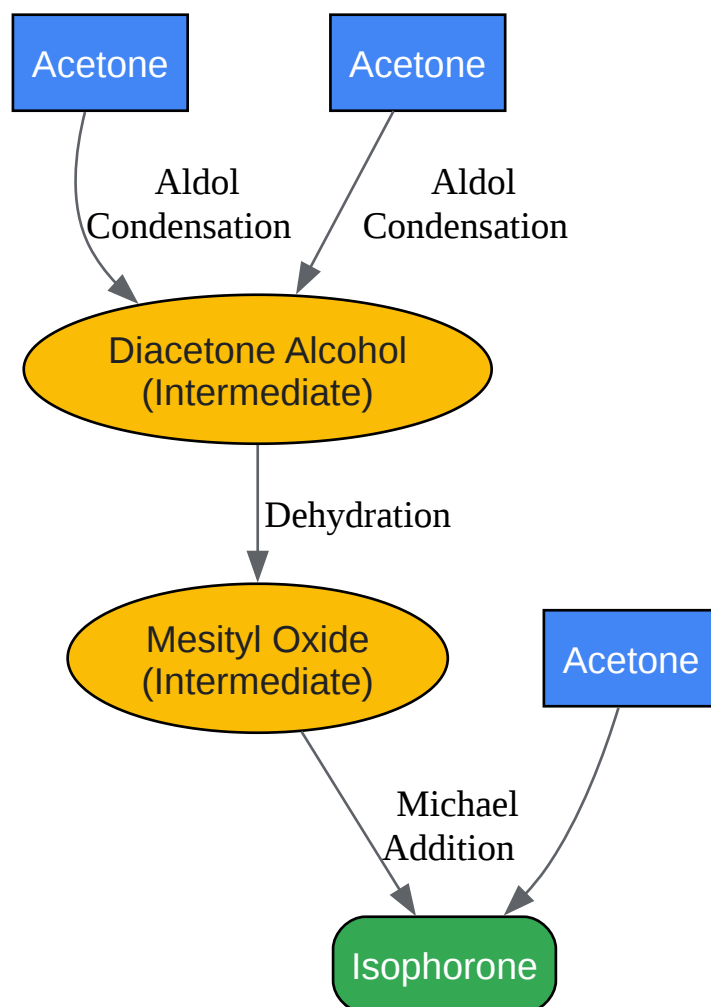 Acetone
Acetone
Aldol
Condensation
Aldol
Condensation
Diacetone Alcohol
(Intermediate)
Dehydration
Mesityl Oxide
(Intermediate)
Acetone
Michael
Addition
Isophorone